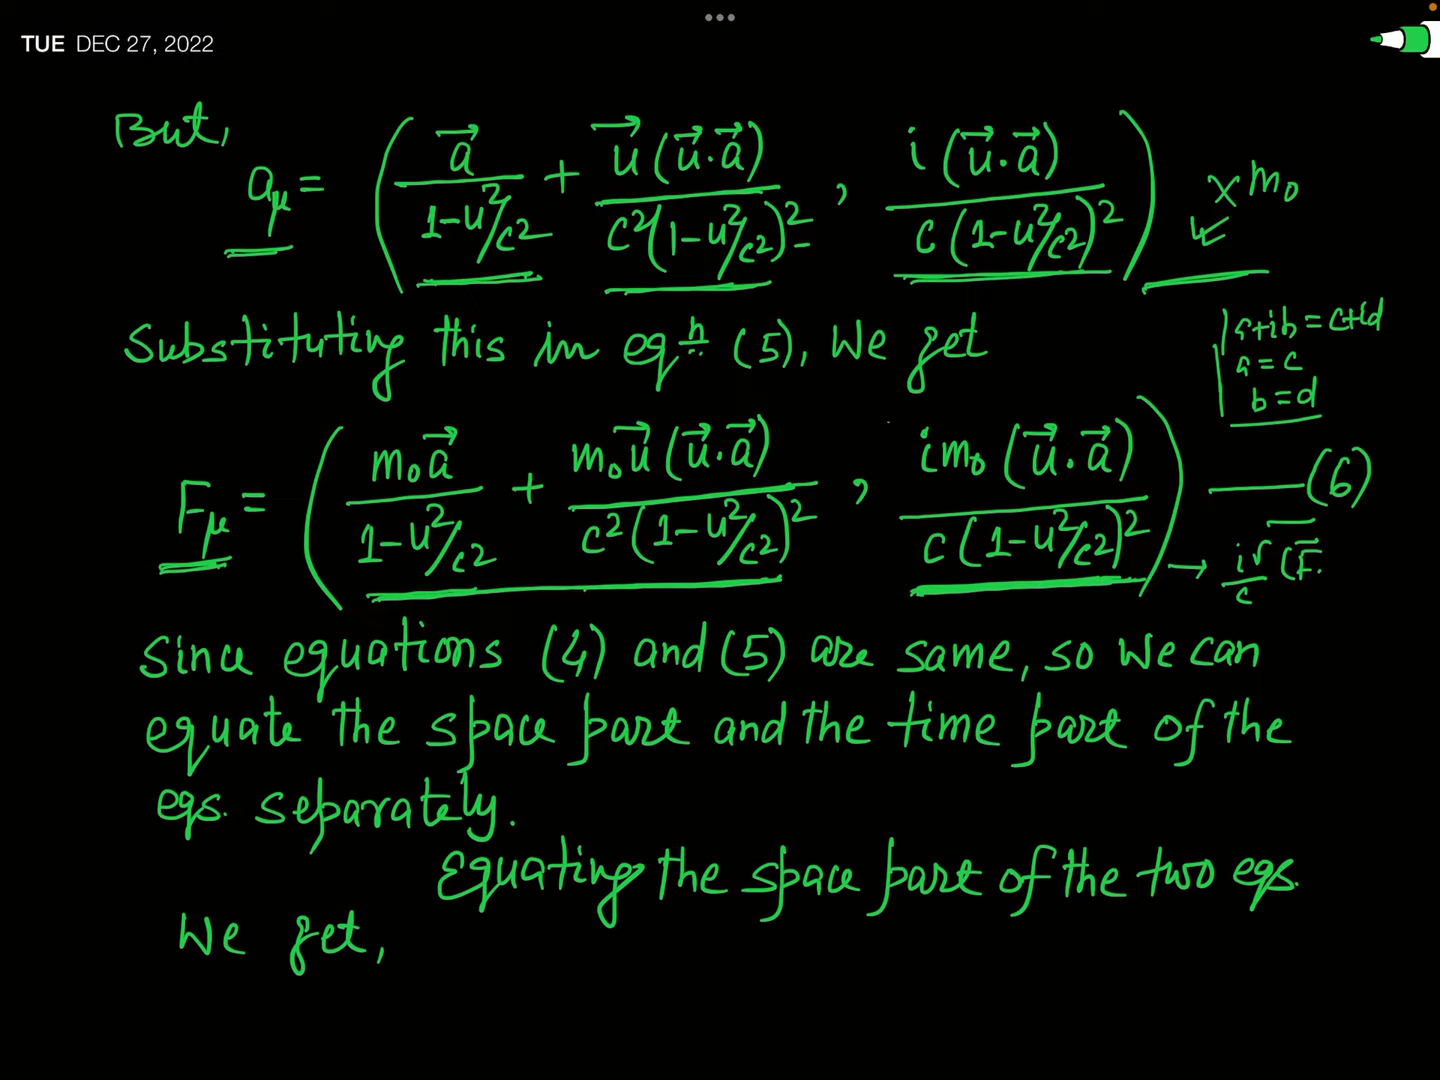 TUE DEC 27, 2022
But,
aμ = ( a⃗ / (1-u²/c²) + u⃗ (u⃗.a⃗) / c²(1-u²/c²)² , i (u⃗.a⃗) / c (1-u²/c²)² ) × m₀
Substituting this in eqn (5), We get
a+ib = c+id
a = c
b = d
Fμ = ( m₀a⃗ / (1-u²/c²) + m₀u⃗ (u⃗.a⃗) / c² (1-u²/c²)² , im₀ (u⃗.a⃗) / c (1-u²/c²)² ) —— (6)
Since equations (4) and (5) are same, so We can
equate the space part and the time part of the
eqs. separately.
Equating the space part of the two eqs.
We get,